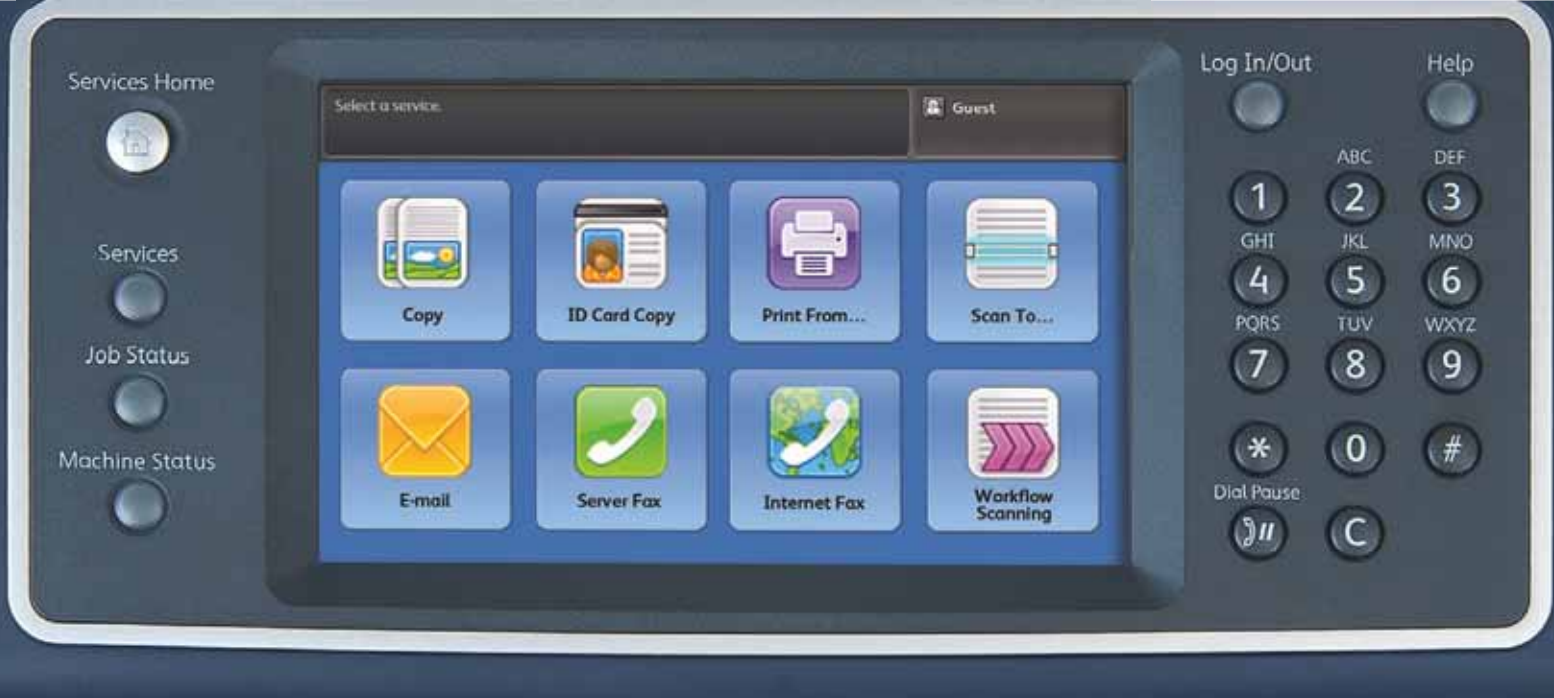 Services Home
Services
Job Status
Machine Status
Select a service.
Guest
Copy
ID Card Copy
Print From...
Scan To...
E-mail
Server Fax
Internet Fax
Workflow
Scanning
Log In/Out
Help
ABC
DEF
1
2
3
GHI
JKL
MNO
4
5
6
PQRS
TUV
WXYZ
7
8
9
*
0
#
Dial Pause
C